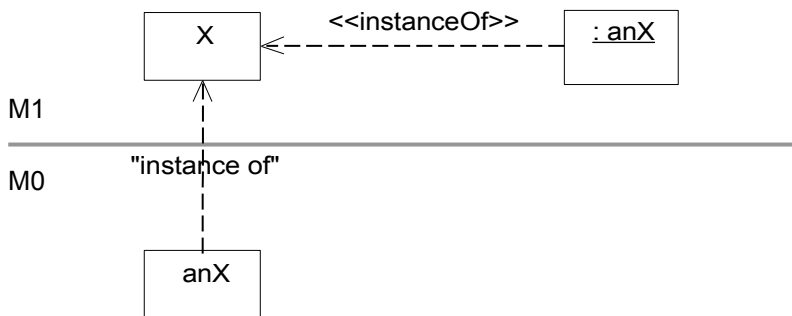 <<instanceOf>>
X
: anX
M1
"instance of"
M0
anX